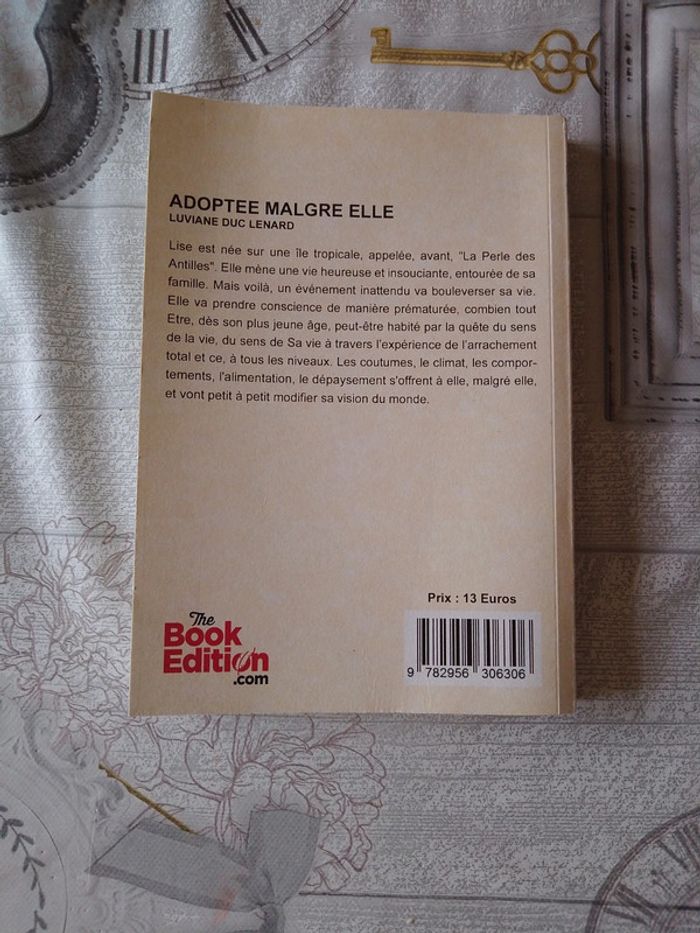 III
ADOPTEE MALGRE ELLE
LUVIANE DUC LENARD
Lise est née sur une île tropicale, appelée, avant, "La Perle des
Antilles". Elle mène une vie heureuse et insouciante, entourée de sa
famille. Mais voilà, un événement inattendu va bouleverser sa vie.
Elle va prendre conscience de manière prématurée, combien tout
Etre, dès son plus jeune âge, peut-être habité par la quête du sens
de la vie, du sens de Sa vie à travers l'expérience de l'arrachement
total et ce, à tous les niveaux. Les coutumes, le climat, les compor-
tements, l'alimentation, le dépaysement s'offrent à elle, malgré elle,
et vont petit à petit modifier sa vision du monde.
Prix : 13 Euros
The
Book
Edition
.com
9 782956 306306